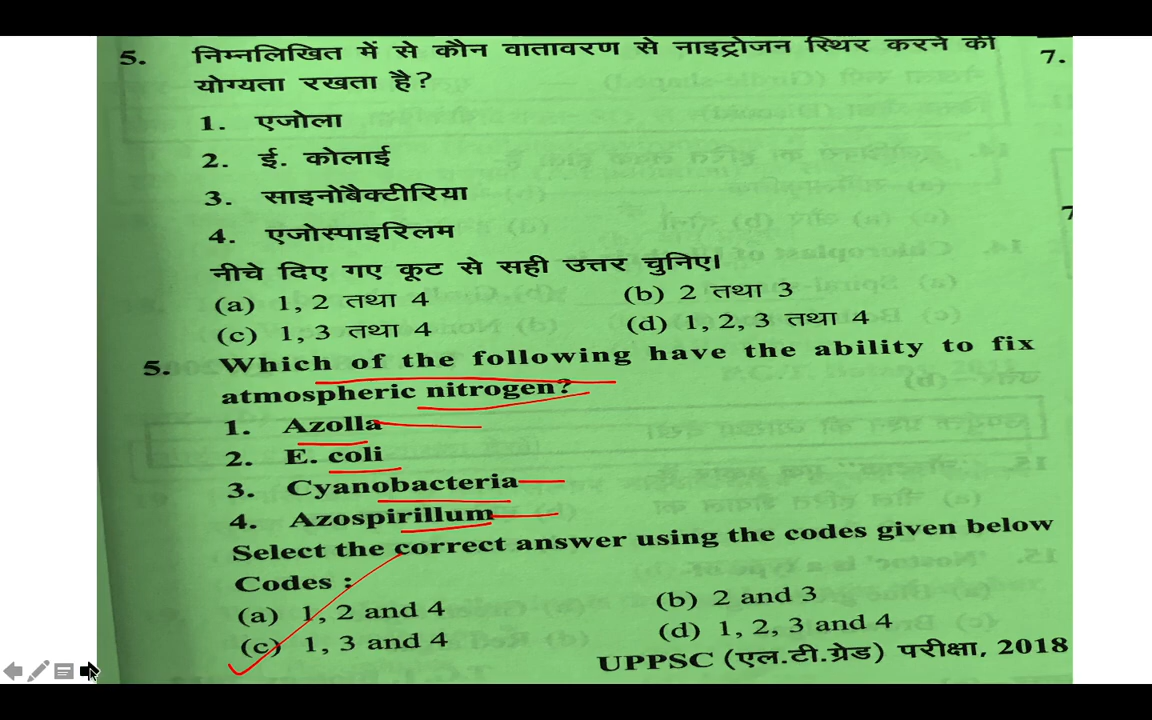 5. निम्नलिखित में से कौन वातावरण से नाइट्रोजन स्थिर करने की
योग्यता रखता है?
1. एजोला
2. ई. कोलाई
3. साइनोबैक्टीरिया
4. एजोस्पाइरिलम
नीचे दिए गए कूट से सही उत्तर चुनिए।
(a) 1, 2 तथा 4 (b) 2 तथा 3
(c) 1, 3 तथा 4 (d) 1, 2, 3 तथा 4
5. Which of the following have the ability to fix
atmospheric nitrogen?
1. Azolla
2. E. coli
3. Cyanobacteria
4. Azospirillum
Select the correct answer using the codes given below
Codes :
(a) 1, 2 and 4 (b) 2 and 3
(c) 1, 3 and 4 (d) 1, 2, 3 and 4
UPPSC (एल.टी.ग्रेड) परीक्षा, 2018
7.
7